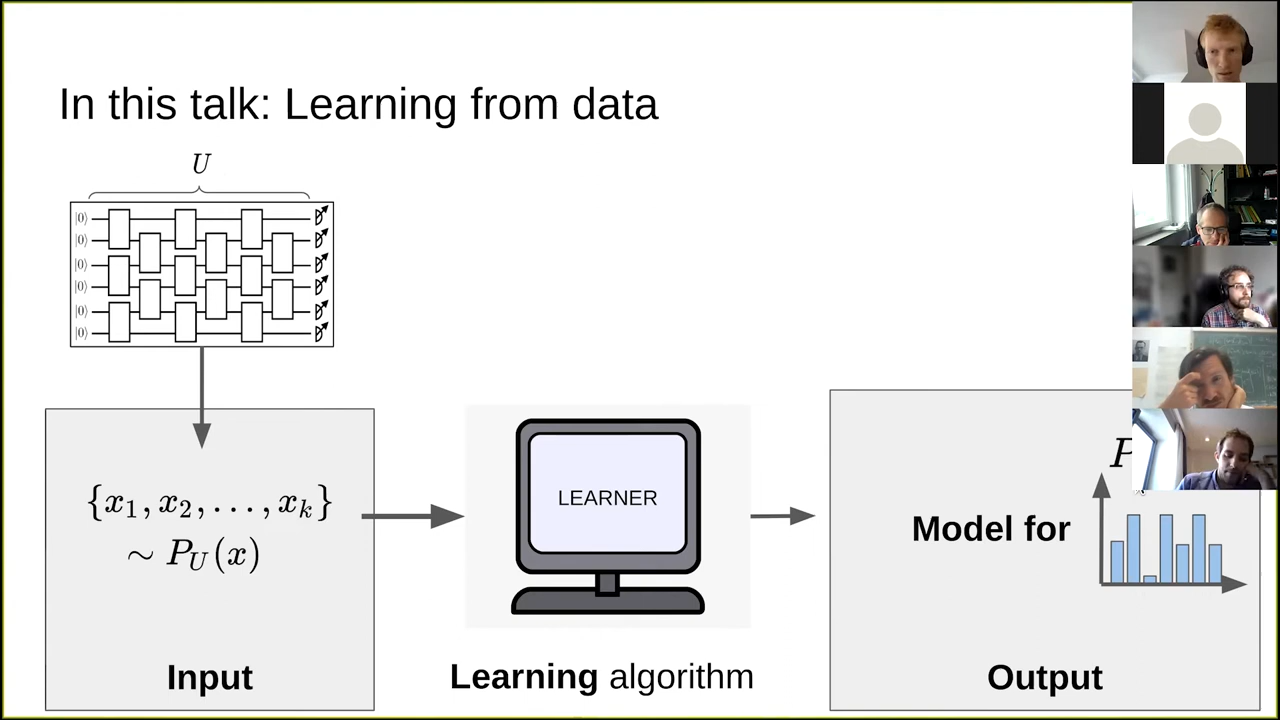 In this talk: Learning from data
U
|0⟩
|0⟩
|0⟩
|0⟩
|0⟩
|0⟩
{x₁, x₂, ..., xₖ}
∼ P_U(x)
LEARNER
P
Model for
Input
Learning algorithm
Output